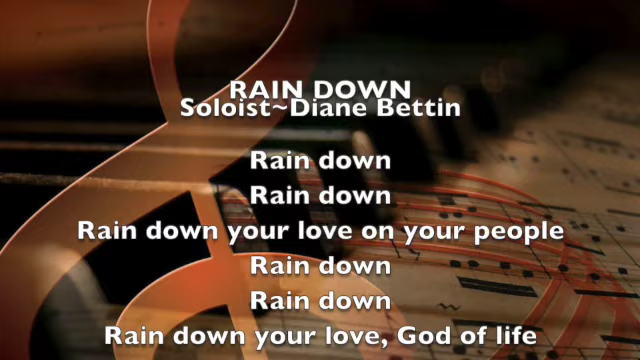 RAIN DOWN
Soloist~Diane Bettin
Rain down
Rain down
Rain down your love on your people
Rain down
Rain down
Rain down your love, God of life